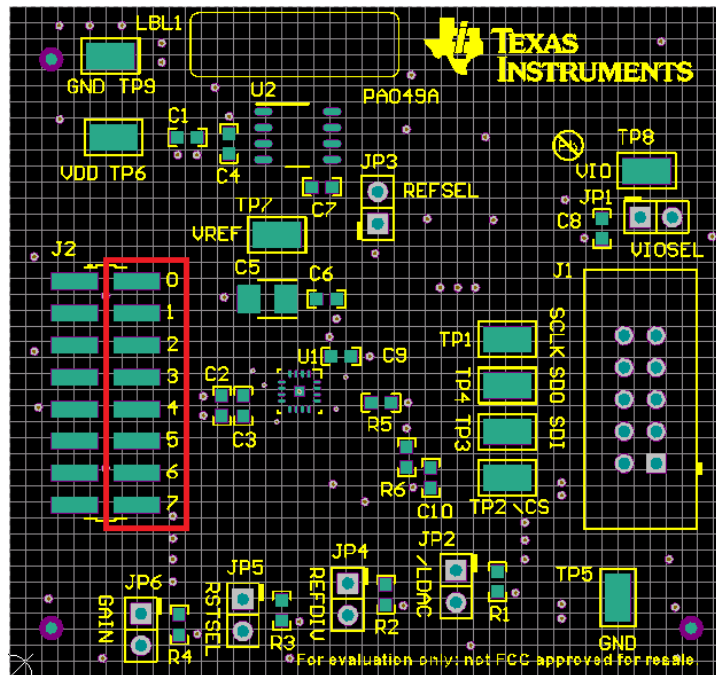 LBL1
TEXAS
INSTRUMENTS
GND TP9
U2
PA049A
C1
C4
VDD TP6
JP3
REFSEL
TP8
VIO
C7
TP7
VREF
JP1
C8
VIOSEL
J2
C5
C6
J1
0
1
2
3
4
5
6
7
U1
C9
C2
C3
R5
R6
C10
TP1
SCLK
TP4
SDO
TP3
SDI
TP2 \CS
JP6
GAIN
R4
JP5
RSTSEL
R3
JP4
REFDIV
R2
JP2
/LDAC
R1
TP5
GND
For evaluation only; not FCC approved for resale